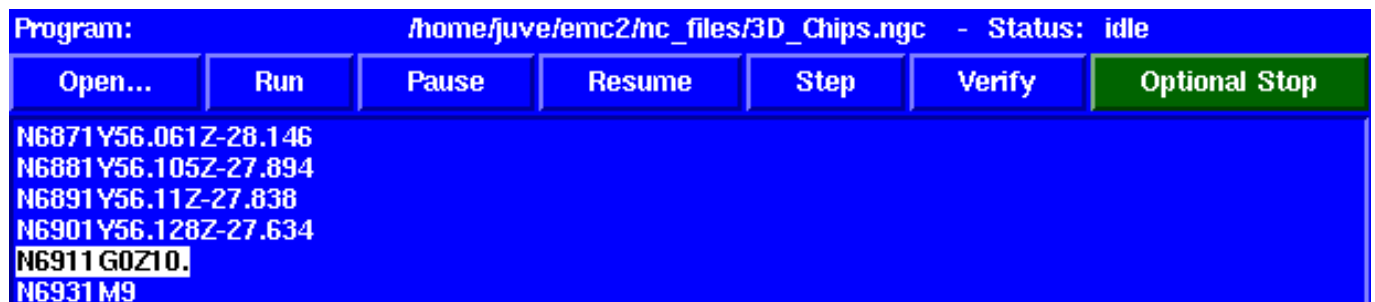 Program: /home/juve/emc2/nc_files/3D_Chips.ngc - Status: idle
Open... Run Pause Resume Step Verify Optional Stop
N6871Y56.061Z-28.146
N6881Y56.105Z-27.894
N6891Y56.11Z-27.838
N6901Y56.128Z-27.634
N6911G0Z10.
N6931M9